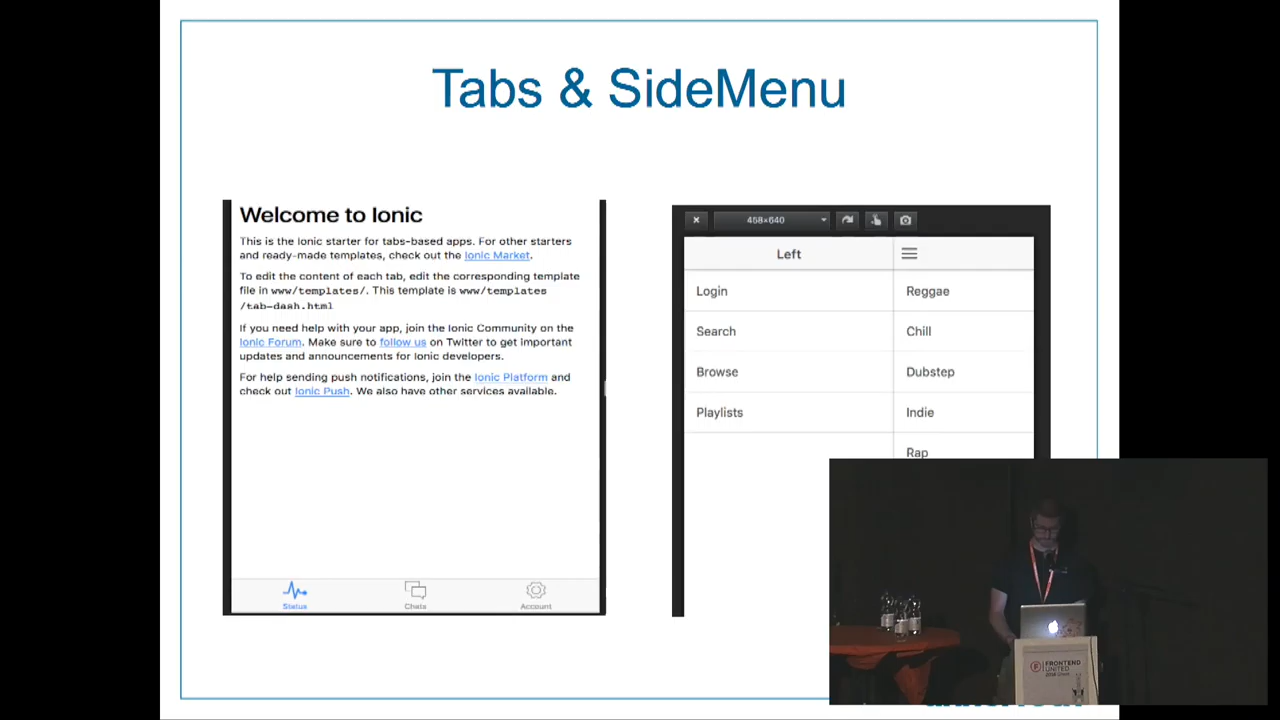 Tabs & SideMenu
Welcome to Ionic
This is the Ionic starter for tabs-based apps. For other starters
and ready-made templates, check out the Ionic Market.
To edit the content of each tab, edit the corresponding template
file in www/templates/. This template is www/templates
/tab-dash.html
If you need help with your app, join the Ionic Community on the
Ionic Forum. Make sure to follow us on Twitter to get important
updates and announcements for Ionic developers.
For help sending push notifications, join the Ionic Platform and
check out Ionic Push. We also have other services available.
Status
Chats
Account
458×640
Left
Login
Search
Browse
Playlists
Reggae
Chill
Dubstep
Indie
Rap
FRONTEND
UNITED